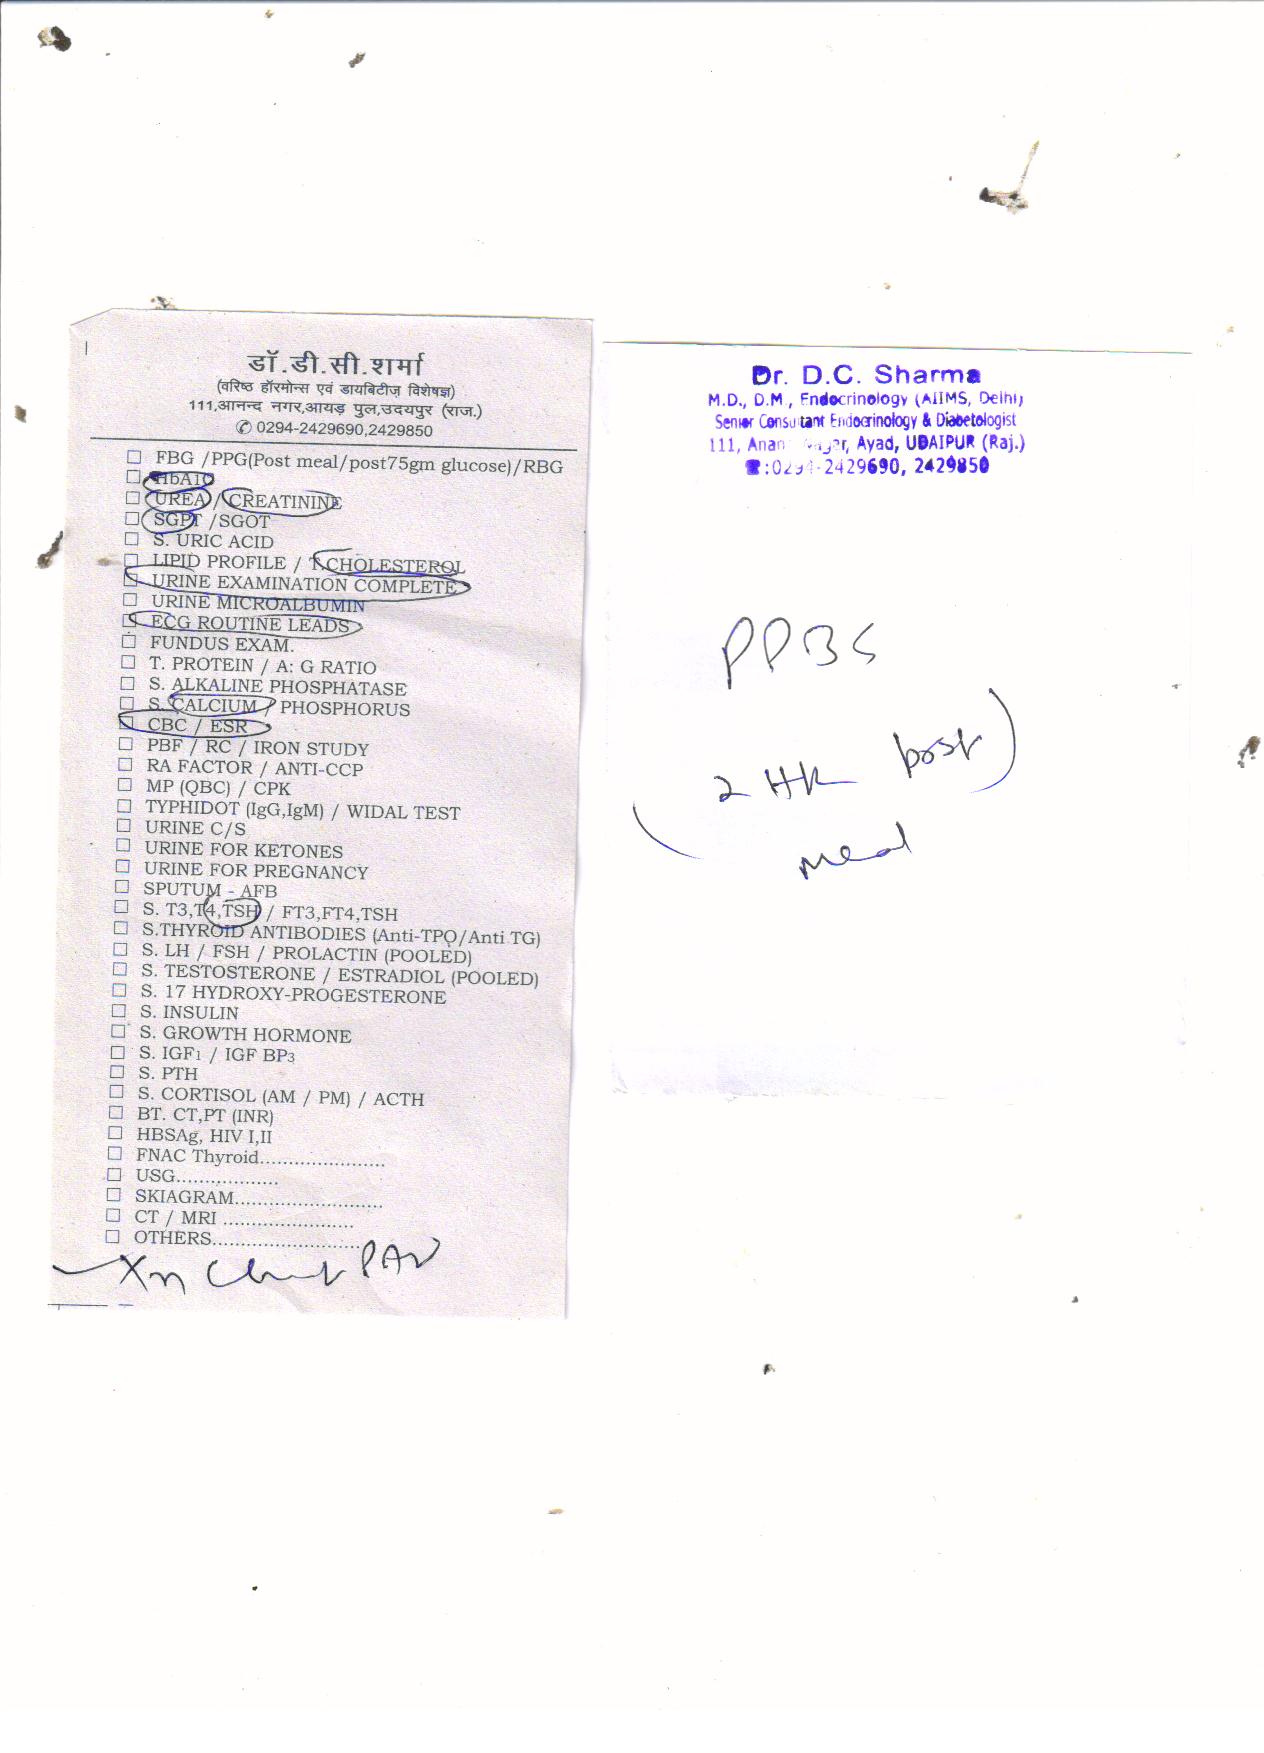 डॉ.डी.सी.शर्मा
(वरिष्ठ हॉरमोन्स एवं डायबिटीज़ विशेषज्ञ)
111,आनन्द नगर,आयड़ पुल,उदयपुर (राज.)
✆ 0294-2429690,2429850
☐ FBG /PPG(Post meal/post75gm glucose)/RBG
☐ HbA1C
☐ UREA / CREATININE
☐ SGPT /SGOT
☐ S. URIC ACID
☐ LIPID PROFILE / T.CHOLESTEROL
☐ URINE EXAMINATION COMPLETE
☐ URINE MICROALBUMIN
☐ ECG ROUTINE LEADS
☐ FUNDUS EXAM.
☐ T. PROTEIN / A: G RATIO
☐ S. ALKALINE PHOSPHATASE
☐ S. CALCIUM / PHOSPHORUS
☐ CBC / ESR
☐ PBF / RC / IRON STUDY
☐ RA FACTOR / ANTI-CCP
☐ MP (QBC) / CPK
☐ TYPHIDOT (IgG,IgM) / WIDAL TEST
☐ URINE C/S
☐ URINE FOR KETONES
☐ URINE FOR PREGNANCY
☐ SPUTUM - AFB
☐ S. T3,T4,TSH / FT3,FT4,TSH
☐ S.THYROID ANTIBODIES (Anti-TPO/Anti TG)
☐ S. LH / FSH / PROLACTIN (POOLED)
☐ S. TESTOSTERONE / ESTRADIOL (POOLED)
☐ S. 17 HYDROXY-PROGESTERONE
☐ S. INSULIN
☐ S. GROWTH HORMONE
☐ S. IGF1 / IGF BP3
☐ S. PTH
☐ S. CORTISOL (AM / PM) / ACTH
☐ BT. CT,PT (INR)
☐ HBSAg, HIV I,II
☐ FNAC Thyroid......................
☐ USG..................
☐ SKIAGRAM..........................
☐ CT / MRI .......................
☐ OTHERS..........................
Dr. D.C. Sharma
M.D., D.M., Endocrinology (AIIMS, Delhi)
Senior Consultant Endocrinology & Diabetologist
111, Anan Nagar, Ayad, UDAIPUR (Raj.)
☎:0294-2429690, 2429850
PPBS
(2 HR post)
meal